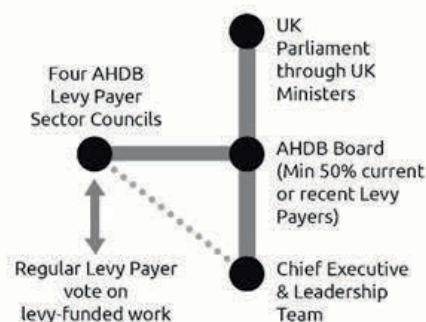 UK
Parliament
through UK
Ministers
Four AHDB
Levy Payer
Sector Councils
AHDB Board
(Min 50% current
or recent Levy
Payers)
Regular Levy Payer
vote on
levy-funded work
Chief Executive
& Leadership
Team